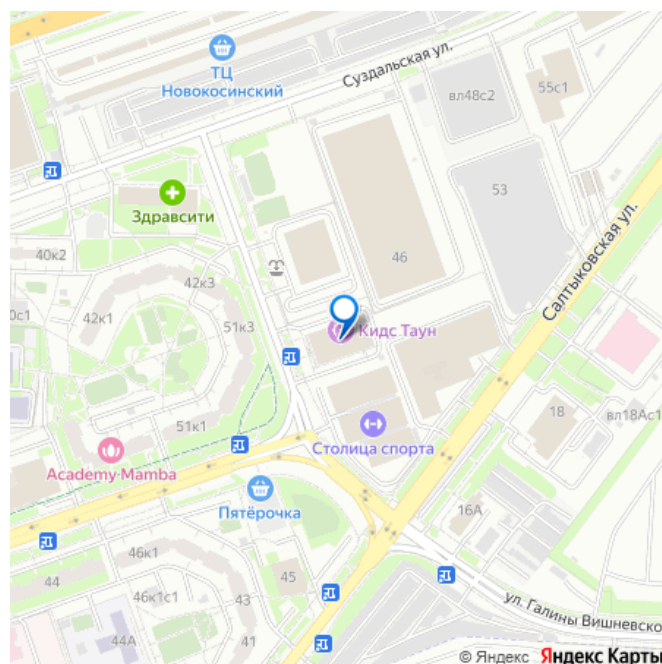 Суздальская ул.
ТЦ
Новокосинский
вл48с2
55с1
53
Здравсити
Салтыковская ул.
40к2
46
42к3
0с1
42к1
51к3
Кидс Таун
51к1
18
вл18Ас1
Столица спорта
Academy Mamba
Пятёрочка
16А
46к1
44
45
46к1с1
43
ул. Галины Вишневско
44А
41
© Яндекс Яндекс Карты